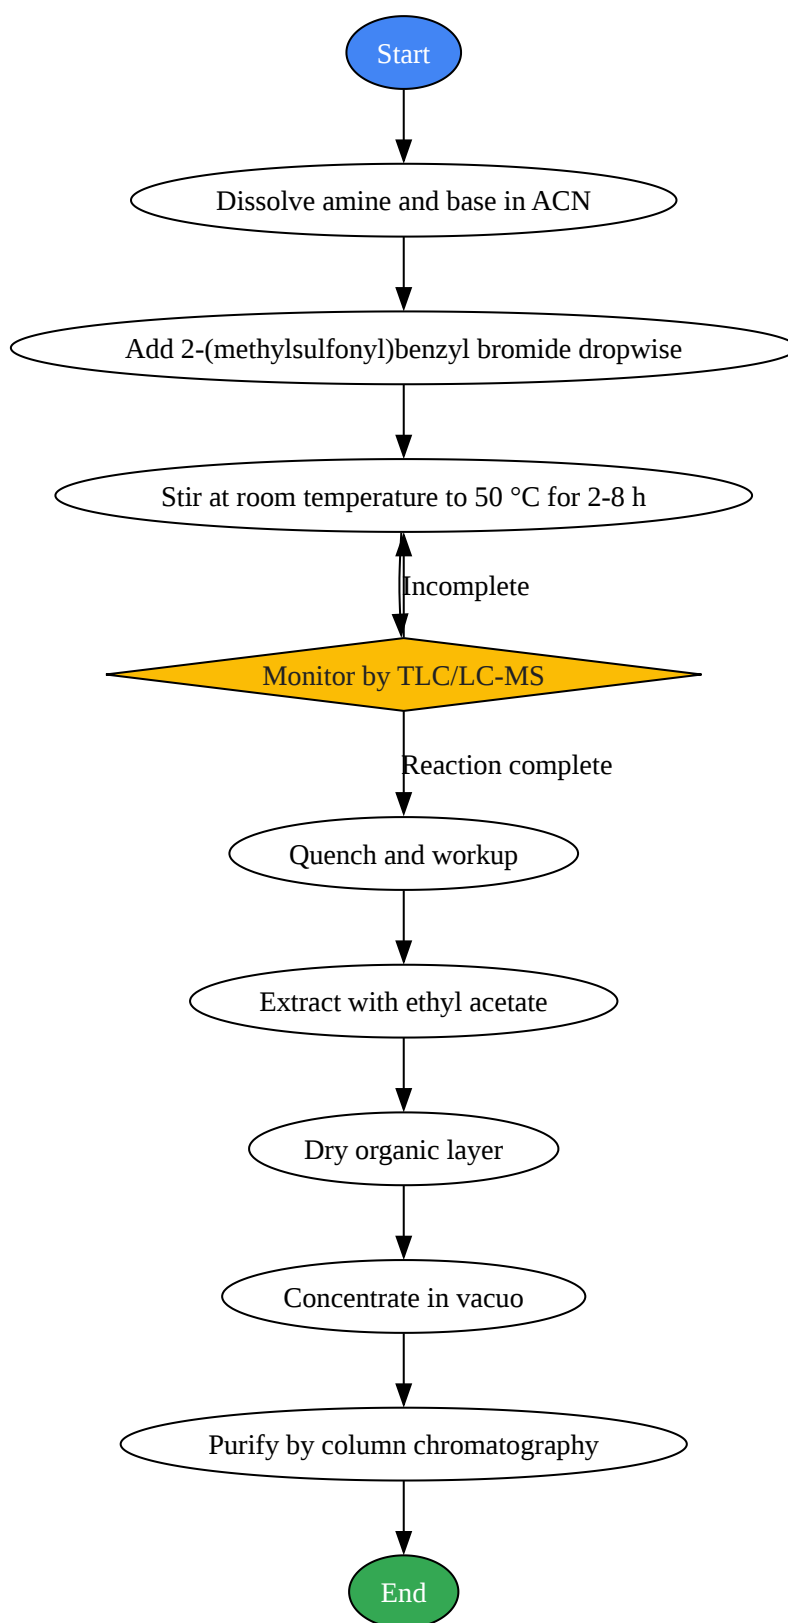 Start
Dissolve amine and base in ACN
Add 2-(methylsulfonyl)benzyl bromide dropwise
Stir at room temperature to 50 °C for 2-8 h
Incomplete
Monitor by TLC/LC-MS
Reaction complete
Quench and workup
Extract with ethyl acetate
Dry organic layer
Concentrate in vacuo
Purify by column chromatography
End